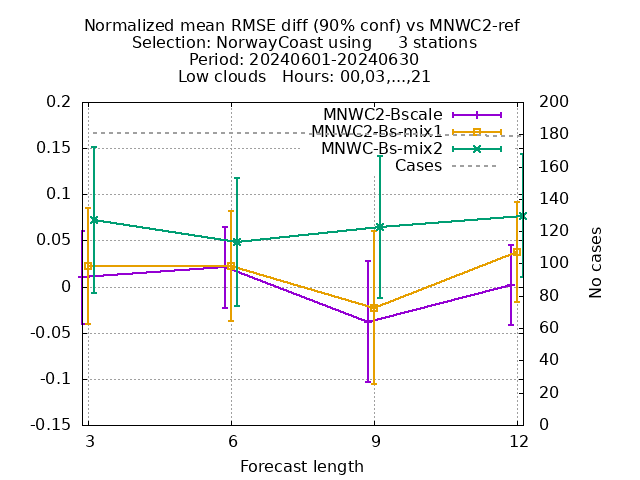 Normalized mean RMSE diff (90% conf) vs MNWC2-ref
Selection: NorwayCoast using     3 stations
Period: 20240601-20240630
Low clouds   Hours: 00,03,...,21
MNWC2-Bscale
MNWC2-Bs-mix1
MNWC-Bs-mix2
Cases
0.2
0.15
0.1
0.05
0
-0.05
-0.1
-0.15
200
180
160
140
120
100
80
60
40
20
0
No cases
3 6 9 12
Forecast length